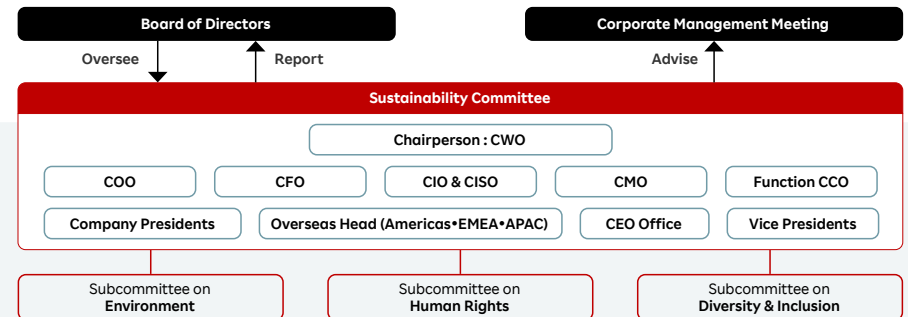 Board of Directors
Corporate Management Meeting
Oversee
Report
Advise
Sustainability Committee
Chairperson : CWO
COO
CFO
CIO & CISO
CMO
Function CCO
Company Presidents
Overseas Head (Americas•EMEA•APAC)
CEO Office
Vice Presidents
Subcommittee on
Environment
Subcommittee on
Human Rights
Subcommittee on
Diversity & Inclusion